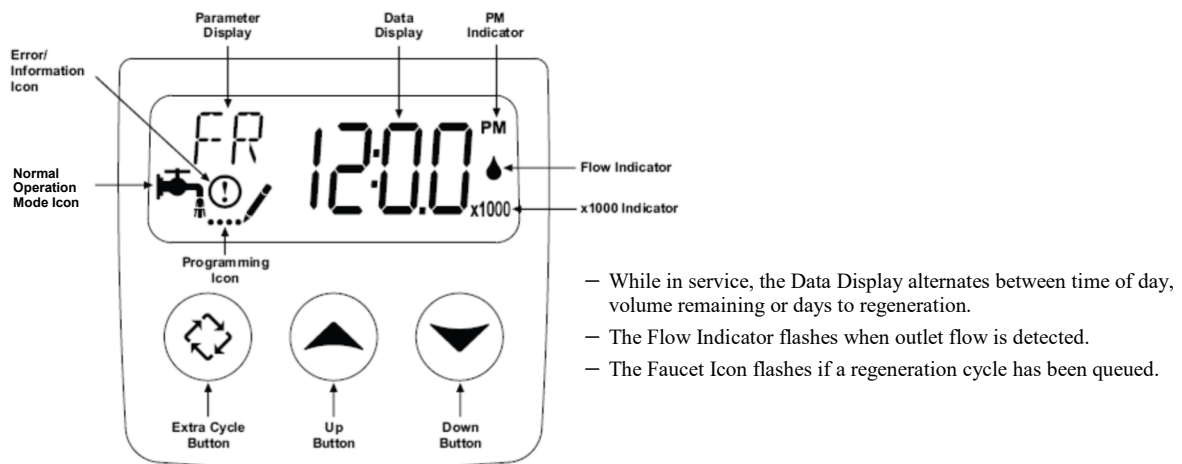 Parameter
Display
Data
Display
PM
Indicator
Error/
Information
Icon
FR
12:0.0
PM
Normal
Operation
Mode Icon
Flow Indicator
x1000
x1000 Indicator
Programming
Icon
Extra Cycle
Button
Up
Button
Down
Button
– While in service, the Data Display alternates between time of day,
volume remaining or days to regeneration.
– The Flow Indicator flashes when outlet flow is detected.
– The Faucet Icon flashes if a regeneration cycle has been queued.